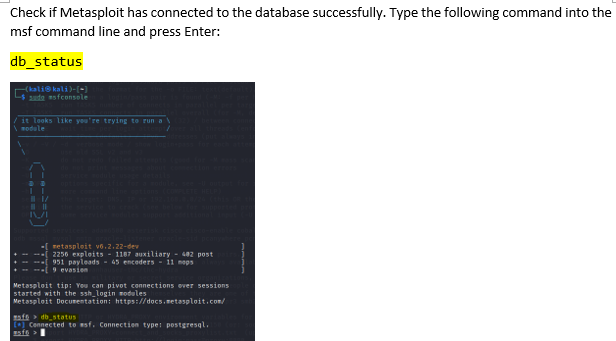 Check if Metasploit has connected to the database successfully. Type the following command into the
msf command line and press Enter:
db_status
(kali㉿kali)-[~]
$ sudo msfconsole
/ it looks like you're trying to run a \
\ module /
=[ metasploit v6.2.22-dev ]
+ -- --=[ 2256 exploits - 1187 auxiliary - 402 post ]
+ -- --=[ 951 payloads - 45 encoders - 11 nops ]
+ -- --=[ 9 evasion ]
Metasploit tip: You can pivot connections over sessions
started with the ssh_login modules
Metasploit Documentation: https://docs.metasploit.com/
msf6 > db_status
[*] Connected to msf. Connection type: postgresql.
msf6 >